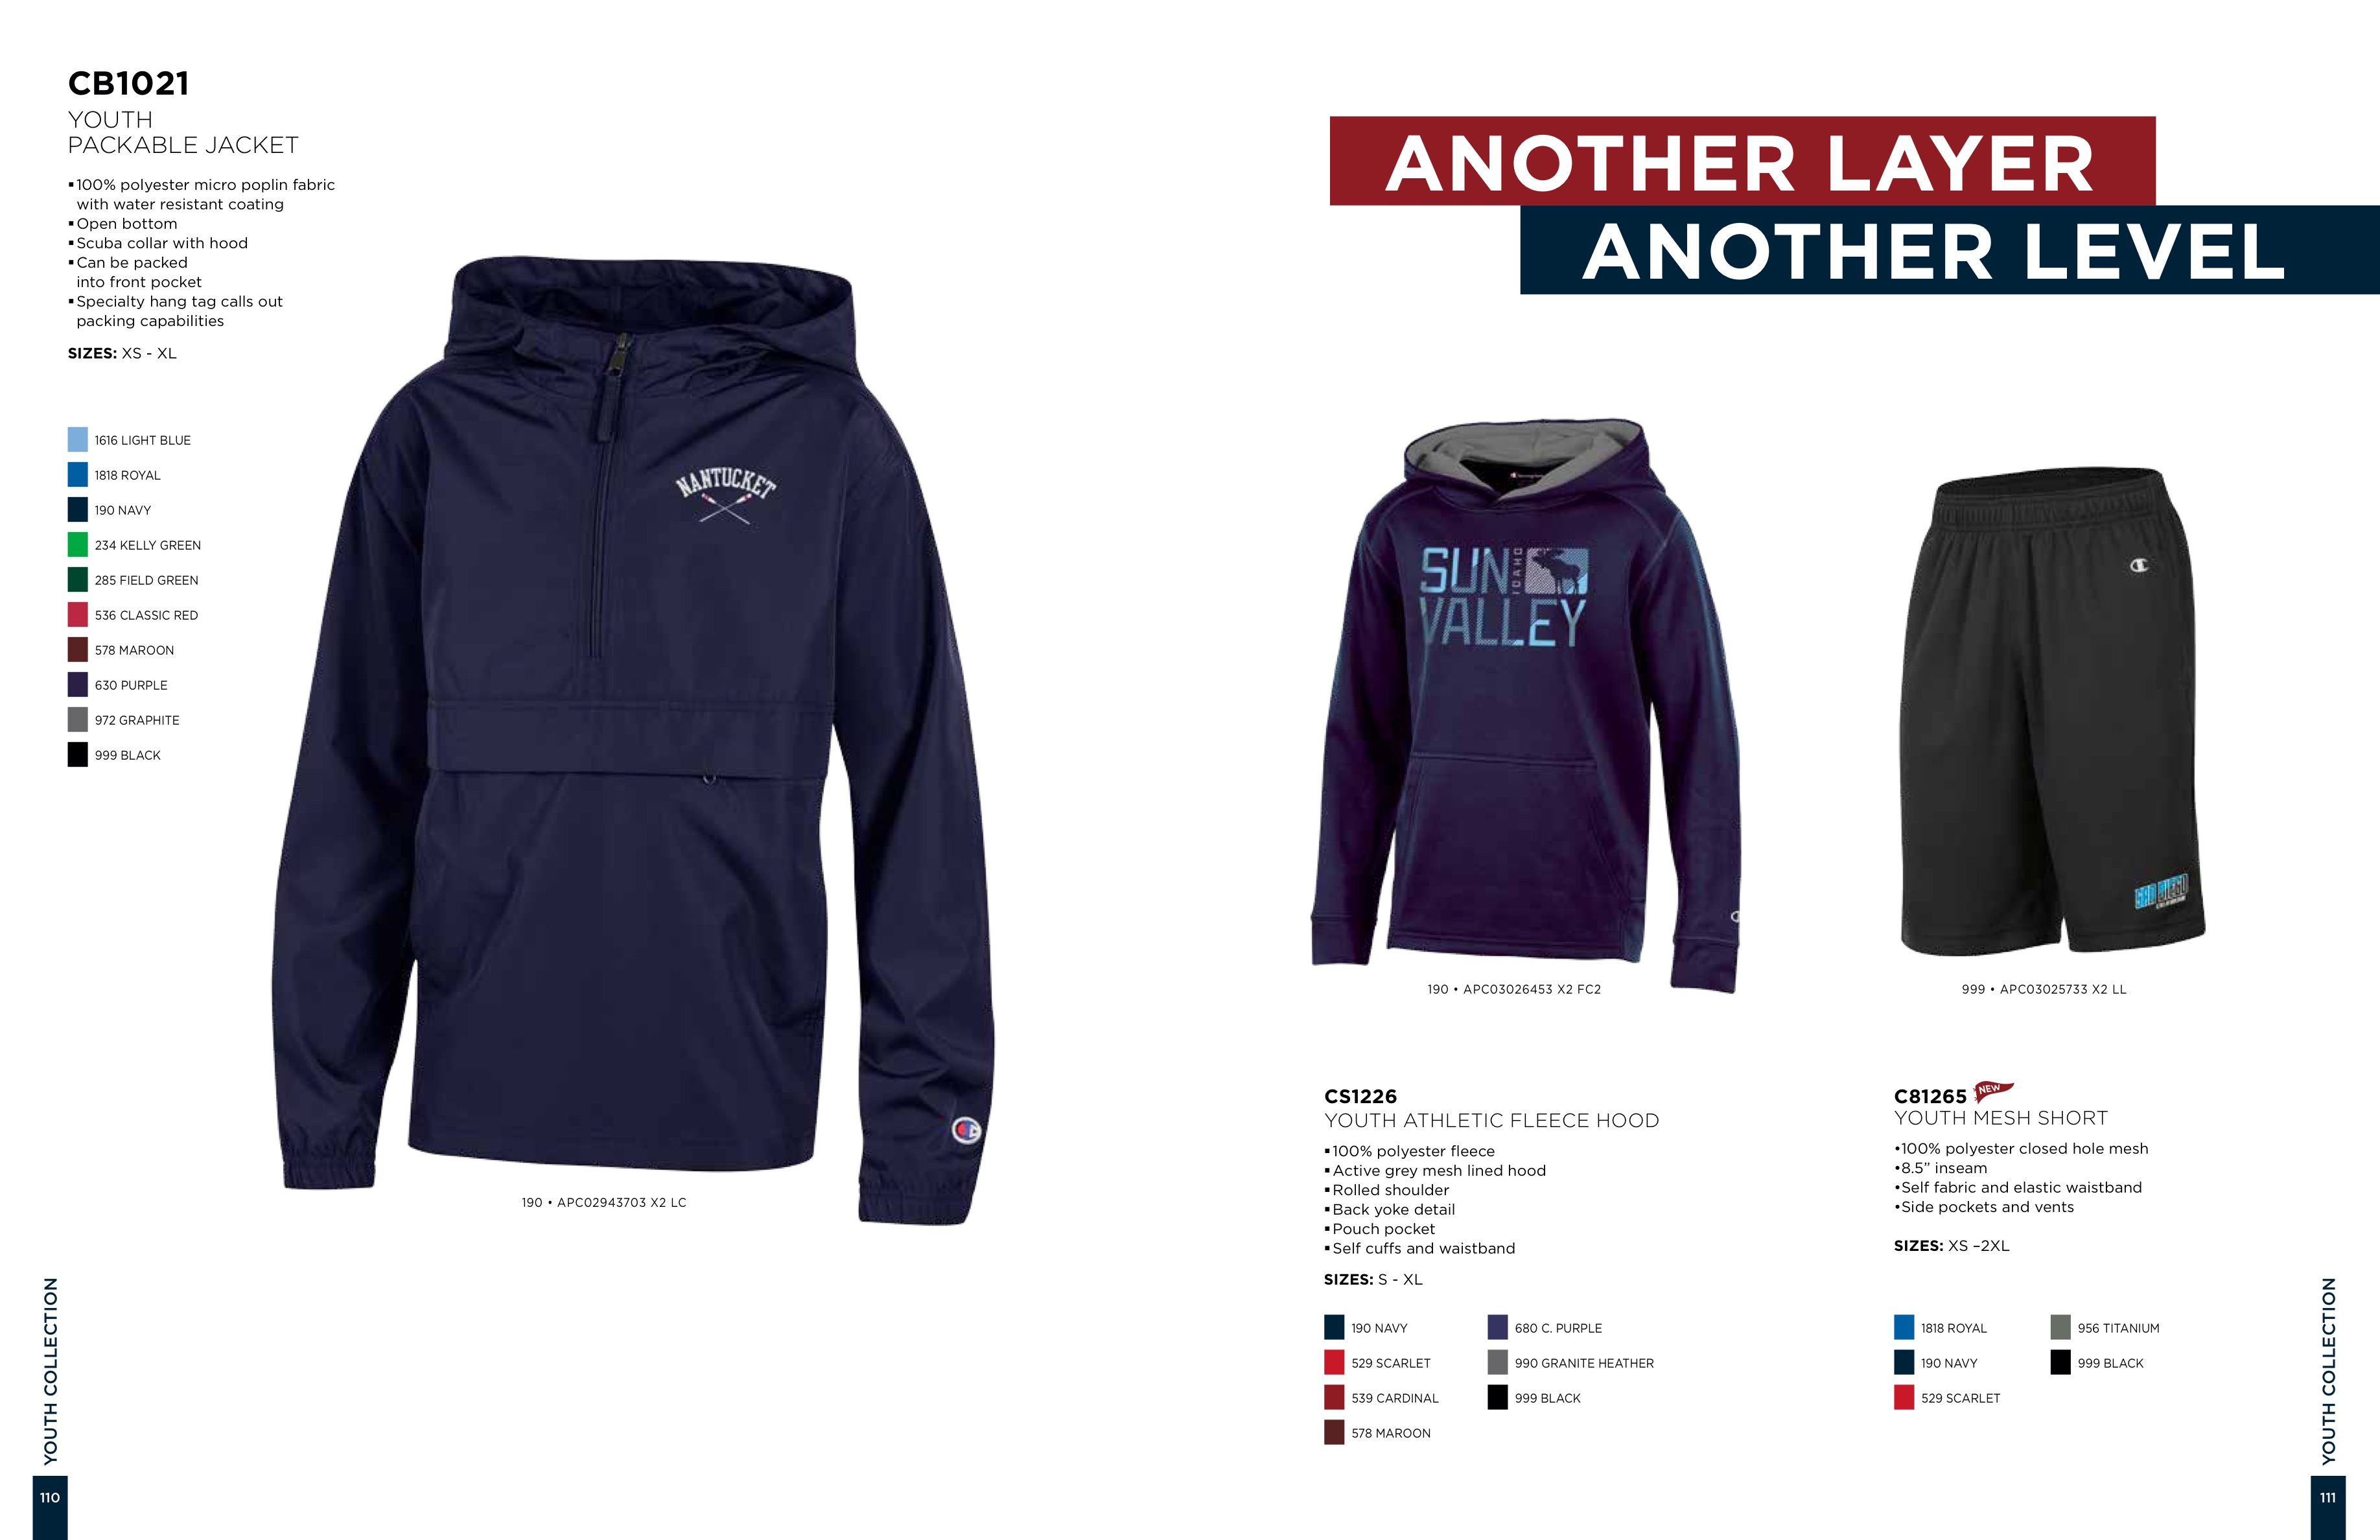 CB1021
YOUTH
PACKABLE JACKET
▪100% polyester micro poplin fabric
with water resistant coating
▪Open bottom
▪Scuba collar with hood
▪Can be packed
into front pocket
▪Specialty hang tag calls out
packing capabilities
SIZES: XS - XL
1616 LIGHT BLUE
1818 ROYAL
190 NAVY
234 KELLY GREEN
285 FIELD GREEN
536 CLASSIC RED
578 MAROON
630 PURPLE
972 GRAPHITE
999 BLACK
NANTUCKET
190 • APC02943703 X2 LC
YOUTH COLLECTION
110
ANOTHER LAYER
ANOTHER LEVEL
SUN
IDAHO
VALLEY
SAN DIEGO
190 • APC03026453 X2 FC2
999 • APC03025733 X2 LL
CS1226
YOUTH ATHLETIC FLEECE HOOD
▪100% polyester fleece
▪Active grey mesh lined hood
▪Rolled shoulder
▪Back yoke detail
▪Pouch pocket
▪Self cuffs and waistband
SIZES: S - XL
190 NAVY
529 SCARLET
539 CARDINAL
578 MAROON
680 C. PURPLE
990 GRANITE HEATHER
999 BLACK
C81265 NEW
YOUTH MESH SHORT
•100% polyester closed hole mesh
•8.5” inseam
•Self fabric and elastic waistband
•Side pockets and vents
SIZES: XS –2XL
1818 ROYAL
190 NAVY
529 SCARLET
956 TITANIUM
999 BLACK
YOUTH COLLECTION
111